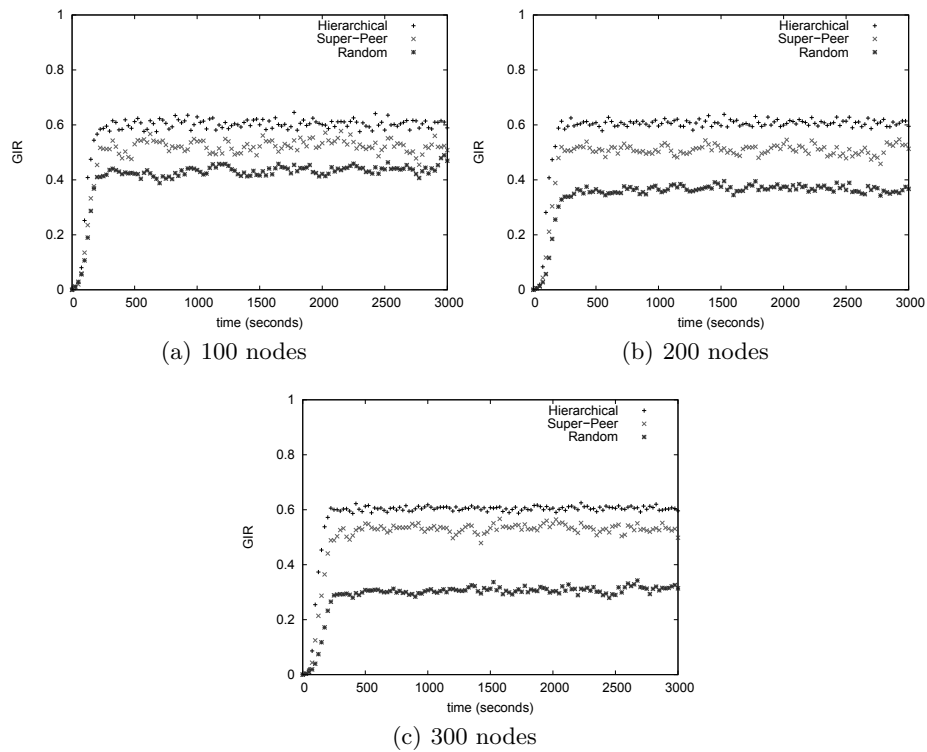 Hierarchical
Super-Peer
Random
1
0.8
0.6
0.4
0.2
0
GIR
0 500 1000 1500 2000 2500 3000
time (seconds)
(a) 100 nodes
Hierarchical
Super-Peer
Random
1
0.8
0.6
0.4
0.2
0
GIR
0 500 1000 1500 2000 2500 3000
time (seconds)
(b) 200 nodes
Hierarchical
Super-Peer
Random
1
0.8
0.6
0.4
0.2
0
GIR
0 500 1000 1500 2000 2500 3000
time (seconds)
(c) 300 nodes